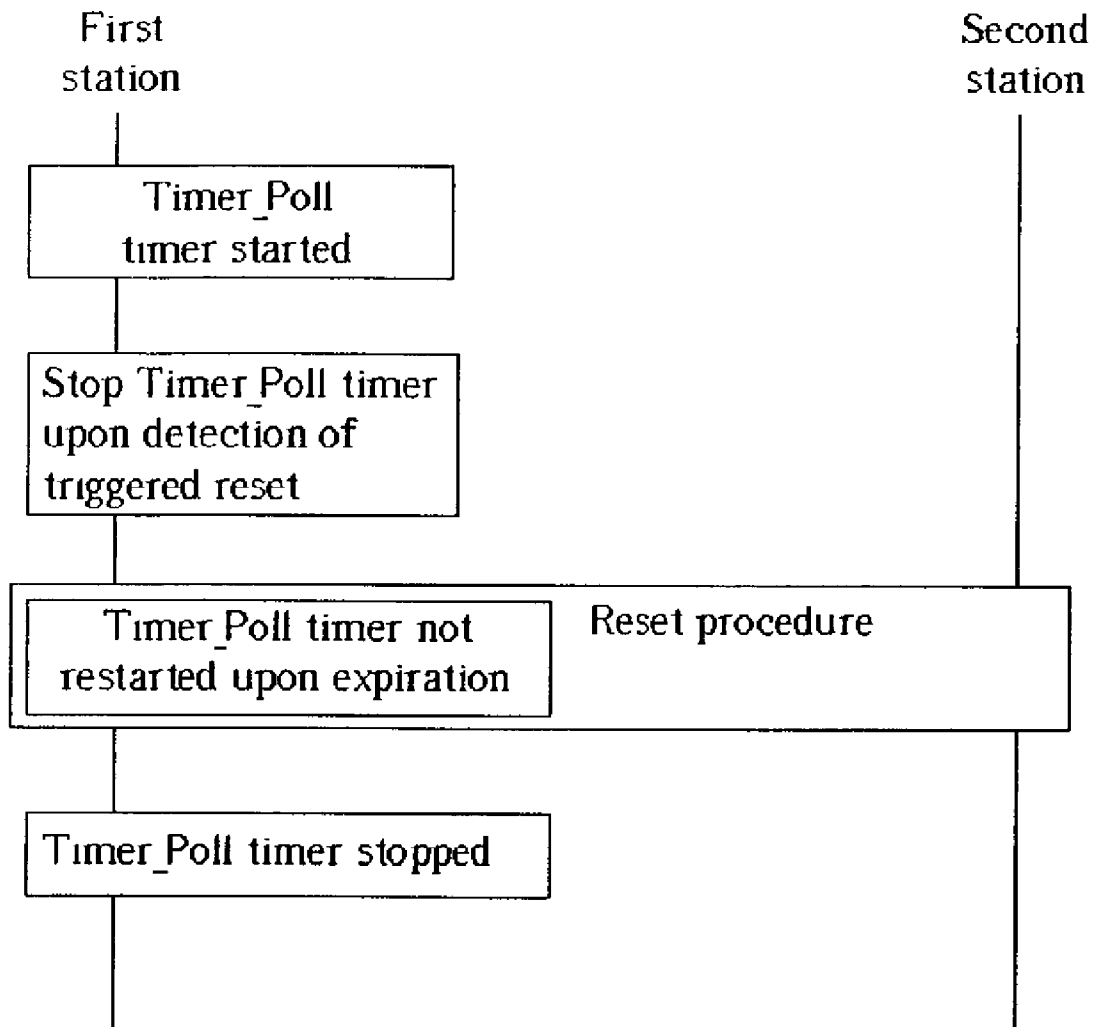 First
station
Second
station
Timer_Poll
timer started
Stop Timer_Poll timer
upon detection of
triggered reset
Timer_Poll timer not
restarted upon expiration
Reset procedure
Timer_Poll timer stopped